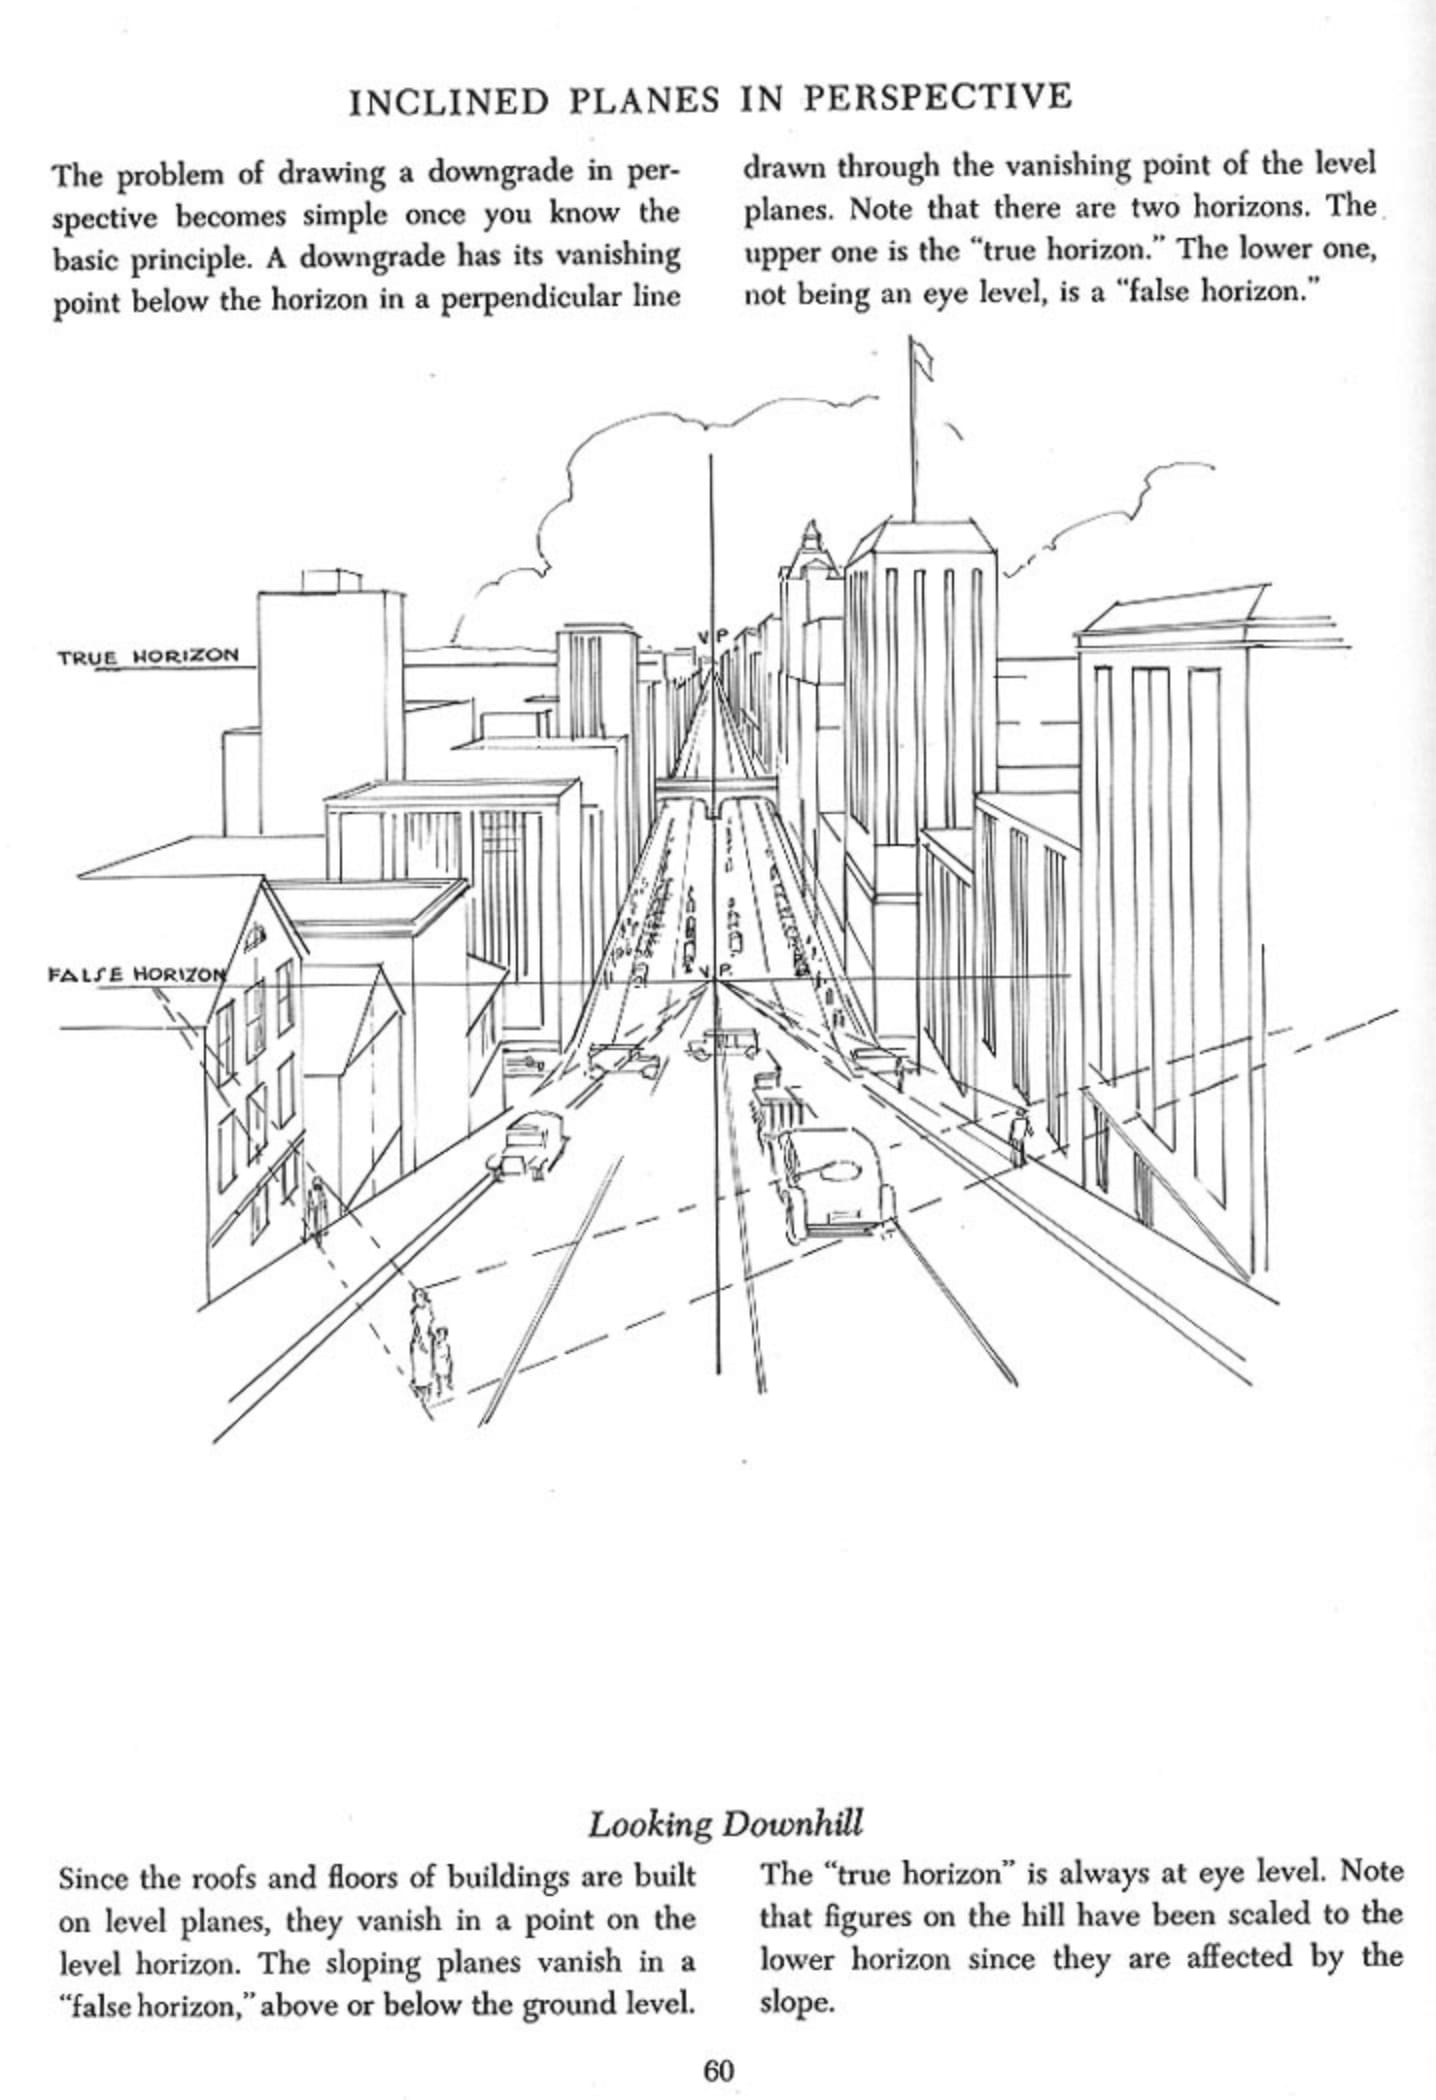 INCLINED PLANES IN PERSPECTIVE
The problem of drawing a downgrade in per-
spective becomes simple once you know the
basic principle. A downgrade has its vanishing
point below the horizon in a perpendicular line
drawn through the vanishing point of the level
planes. Note that there are two horizons. The
upper one is the “true horizon.” The lower one,
not being an eye level, is a “false horizon.”
V.P.
TRUE HORIZON
FALSE HORIZON
V.P.
Looking Downhill
Since the roofs and floors of buildings are built
on level planes, they vanish in a point on the
level horizon. The sloping planes vanish in a
“false horizon,” above or below the ground level.
The “true horizon” is always at eye level. Note
that figures on the hill have been scaled to the
lower horizon since they are affected by the
slope.
60